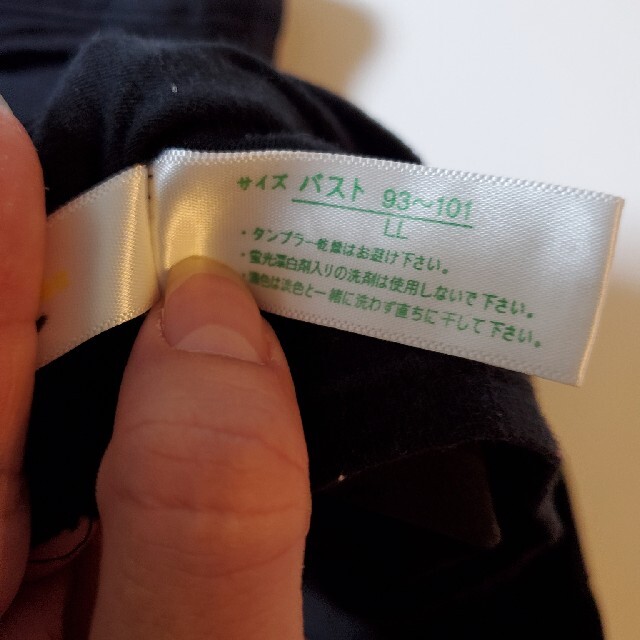 サイズ バスト 93〜101
LL
・タンブラー乾燥はお避け下さい。
・蛍光漂白剤入りの洗剤は使用しないで下さい。
・濃色は淡色と一緒に洗わず直ちに干して下さい。